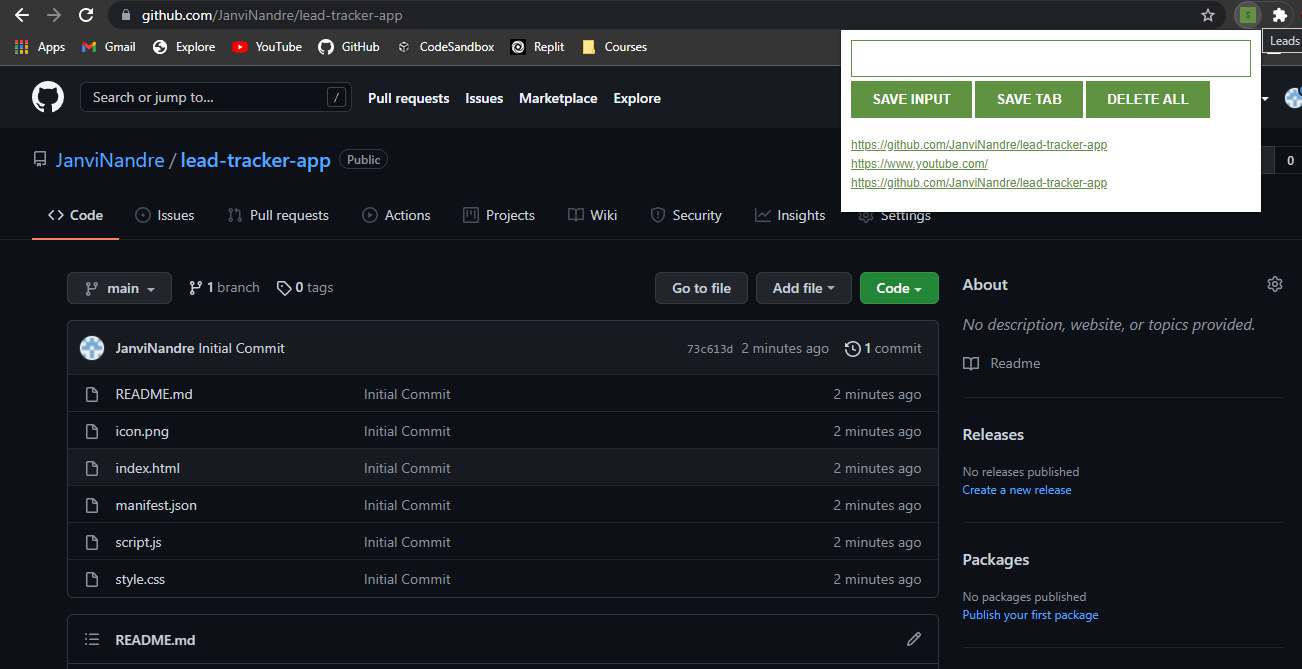 github.com/JanviNandre/lead-tracker-app
Apps Gmail Explore YouTube GitHub CodeSandbox Replit Courses
Leads
SAVE INPUT SAVE TAB DELETE ALL
https://github.com/JanviNandre/lead-tracker-app
https://www.youtube.com/
https://github.com/JanviNandre/lead-tracker-app
Search or jump to... / Pull requests Issues Marketplace Explore
JanviNandre / lead-tracker-app Public 0
Code Issues Pull requests Actions Projects Wiki Security Insights Settings
main 1 branch 0 tags Go to file Add file Code
JanviNandre Initial Commit 73c613d 2 minutes ago 1 commit
README.md Initial Commit 2 minutes ago
icon.png Initial Commit 2 minutes ago
index.html Initial Commit 2 minutes ago
manifest.json Initial Commit 2 minutes ago
script.js Initial Commit 2 minutes ago
style.css Initial Commit 2 minutes ago
README.md
About
No description, website, or topics provided.
Readme
Releases
No releases published
Create a new release
Packages
No packages published
Publish your first package